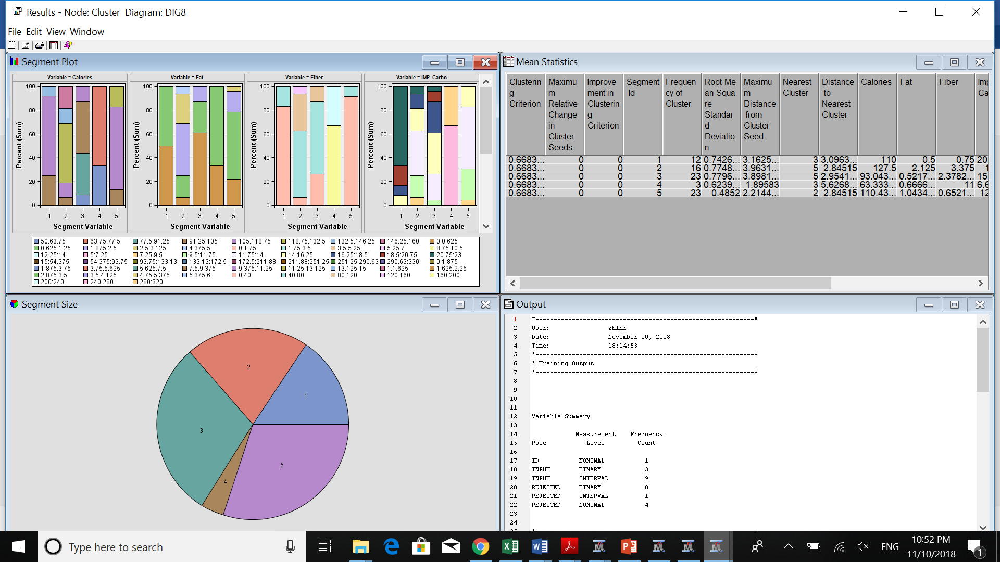 Results - Node: Cluster  Diagram: DIG8
File  Edit  View  Window
Segment Plot
Variable = Calories
Variable = Fat
Variable = Fiber
Variable = IMP_Carbo
Percent (Sum)
100
80
60
40
20
0
1 2 3 4 5
Segment Variable
Percent (Sum)
100
80
60
40
20
0
1 2 3 4 5
Segment Variable
Percent (Sum)
100
80
60
40
20
0
1 2 3 4 5
Segment Variable
Percent (Sum)
100
80
60
40
20
0
1 2 3 4 5
Segment Variable
50:63.75 63.75:77.5 77.5:91.25 91.25:105 105:118.75 118.75:132.5 132.5:146.25 146.25:160 0:0.625
0.625:1.25 1.875:2.5 2.5:3.125 4.375:5 0:1.75 1.75:3.5 3.5:5.25 5.25:7 8.75:10.5
12.25:14 5:7.25 7.25:9.5 9.5:11.75 11.75:14 14:16.25 16.25:18.5 18.5:20.75 20.75:23
15:54.375 54.375:93.75 93.75:133.13 133.13:172.5 172.5:211.88 211.88:251.25 251.25:290.63 290.63:330 0:1.875
1.875:3.75 3.75:5.625 5.625:7.5 7.5:9.375 9.375:11.25 11.25:13.125 13.125:15 1:1.625 1.625:2.25
2.875:3.5 3.5:4.125 4.75:5.375 5.375:6 0:40 40:80 80:120 120:160 160:200
200:240 240:280 280:320
Mean Statistics
Clusterin
g
Criterion
Maximu
m
Relative
Change
in
Cluster
Seeds
Improve
ment in
Clusterin
g
Criterion
Segment
Id
Frequen
cy of
Cluster
Root-Me
an-Squa
re
Standar
d
Deviatio
n
Maximu
m
Distance
from
Cluster
Seed
Nearest
Cluster
Distance
to
Nearest
Cluster
Calories
Fat
Fiber
Imp
Ca
0.6683... 0 0 1 12 0.7426... 3.1625... 3 3.0963... 110 0.5 0.75 20
0.6683... 0 0 2 16 0.7748... 3.9631... 5 2.84515 127.5 2.125 3.375 1
0.6683... 0 0 3 23 0.7796... 3.8981... 5 2.9541... 93.043... 0.5217... 2.3782... 15
0.6683... 0 0 4 3 0.6239... 1.89583 3 5.6268... 63.333... 0.6666... 11 6.6
0.6683... 0 0 5 23 0.4852 2.2144... 2 2.84515 110.43... 1.0434... 0.6521... 12
Segment Size
1
2
3
4
5
Output
1 *------------------------------------------------------------*
2 User: zhlnr
3 Date: November 10, 2018
4 Time: 18:14:53
5 *------------------------------------------------------------*
6 * Training Output
7 *------------------------------------------------------------*
8
9
10
11
12 Variable Summary
13
14 Measurement Frequency
15 Role Level Count
16
17 ID NOMINAL 1
18 INPUT BINARY 3
19 INPUT INTERVAL 9
20 REJECTED BINARY 8
21 REJECTED INTERVAL 1
22 REJECTED NOMINAL 4
23
24
Type here to search
ENG
10:52 PM
11/10/2018
1